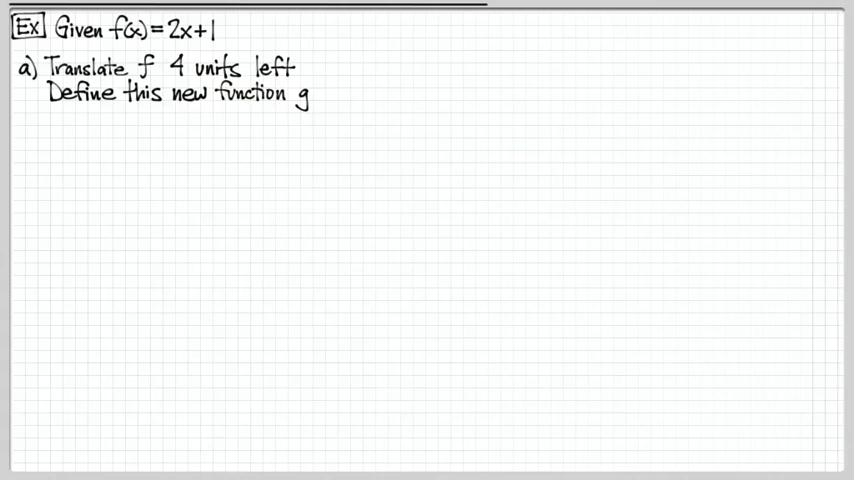 Ex Given f(x)=2x+1
a) Translate f 4 units left
Define this new function g